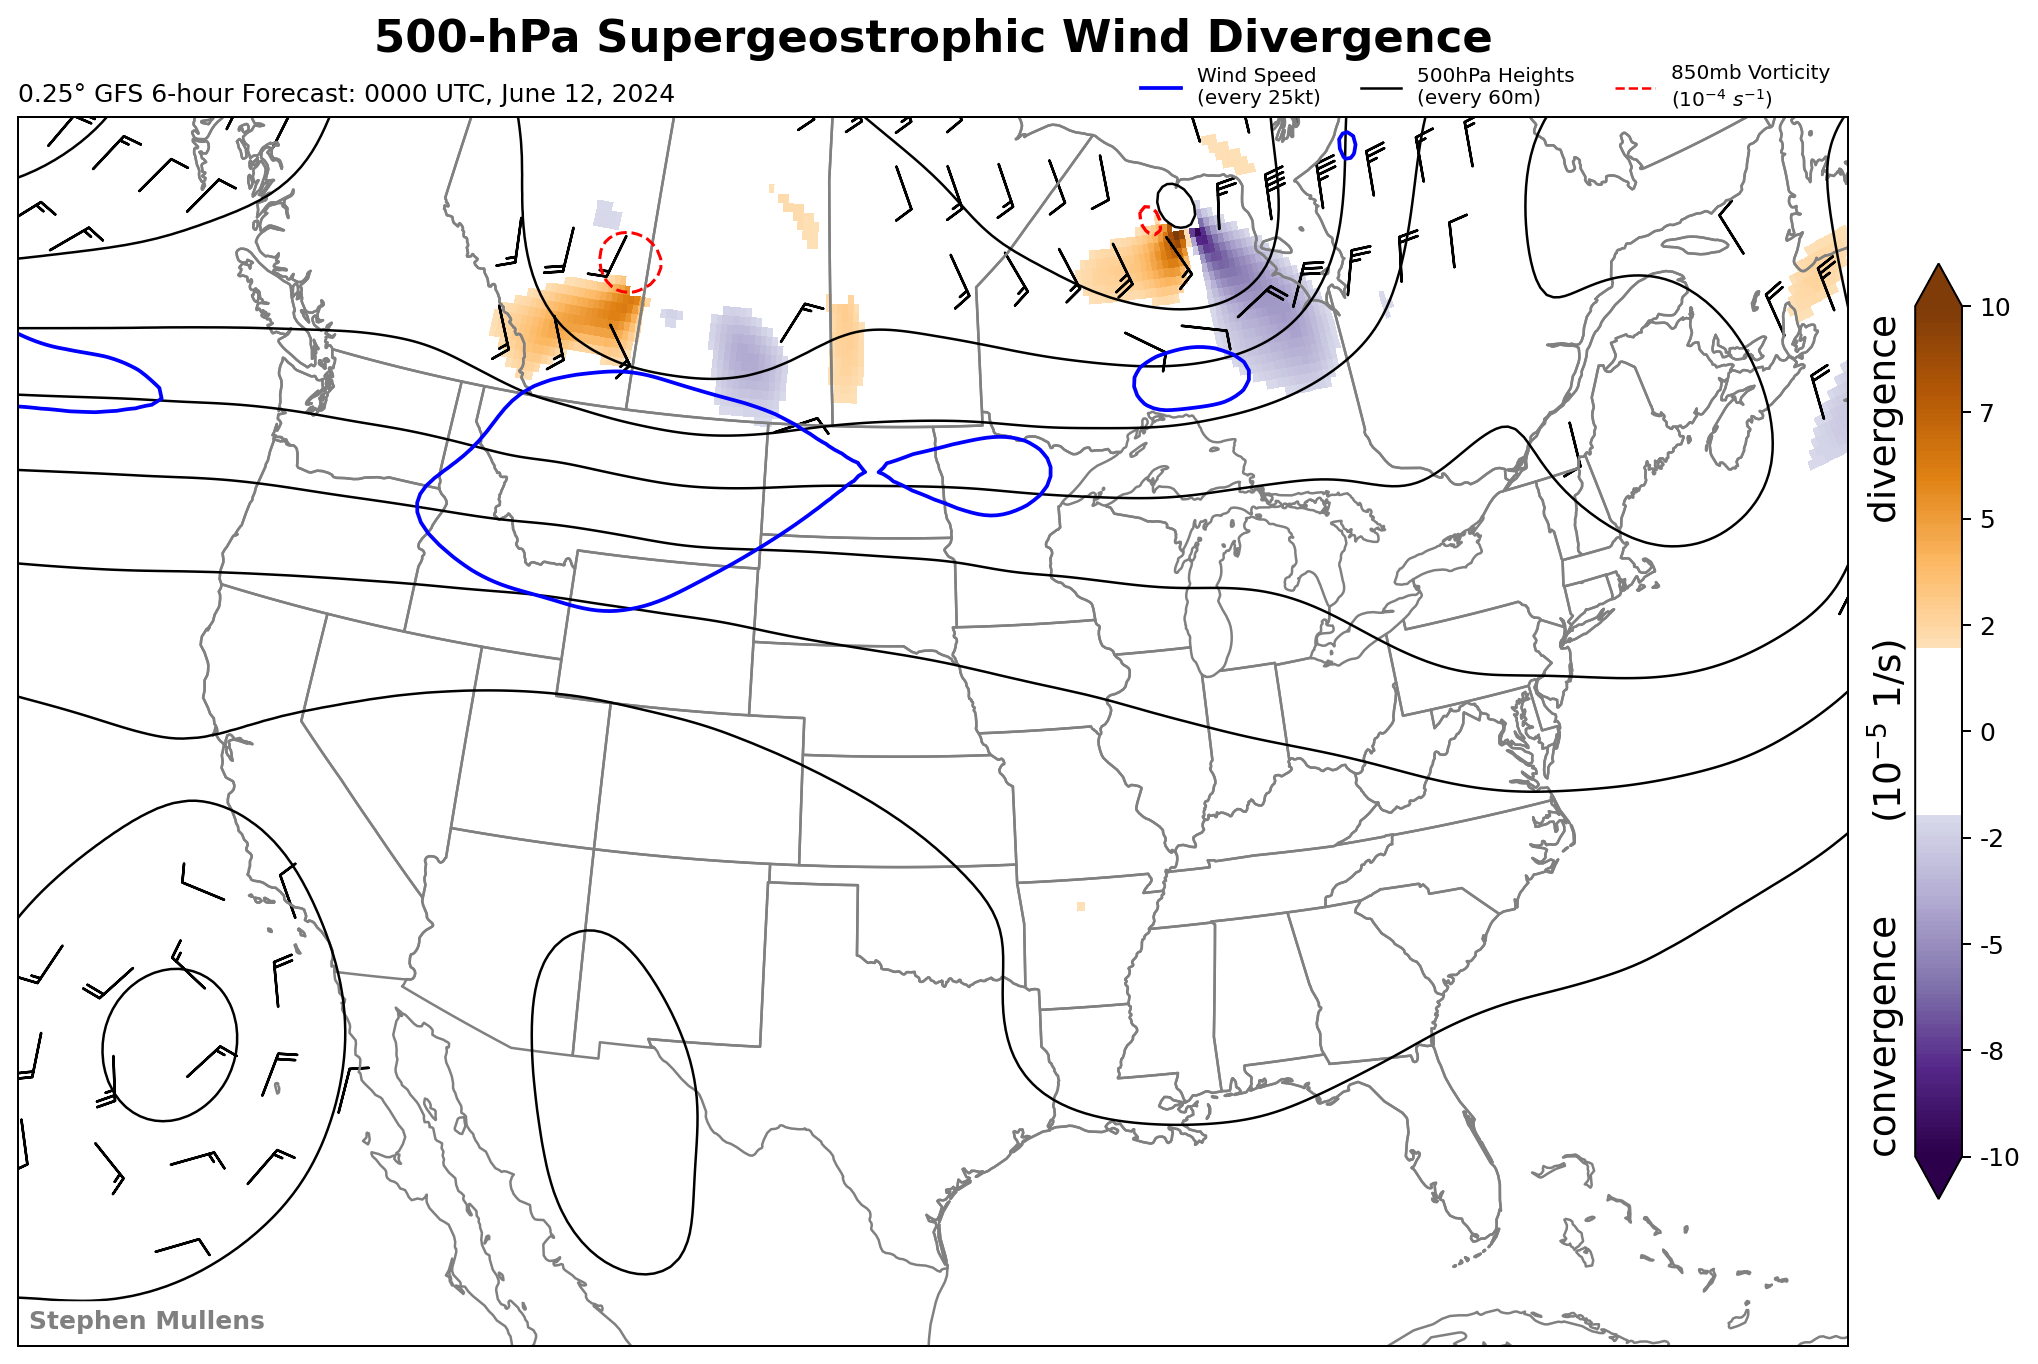 500-hPa Supergeostrophic Wind Divergence
0.25° GFS 6-hour Forecast: 0000 UTC, June 12, 2024
Wind Speed
(every 25kt)
500hPa Heights
(every 60m)
850mb Vorticity
(10⁻⁴ s⁻¹)
10
7
5
2
0
-2
-5
-8
-10
convergence (10⁻⁵ 1/s) divergence
Stephen Mullens